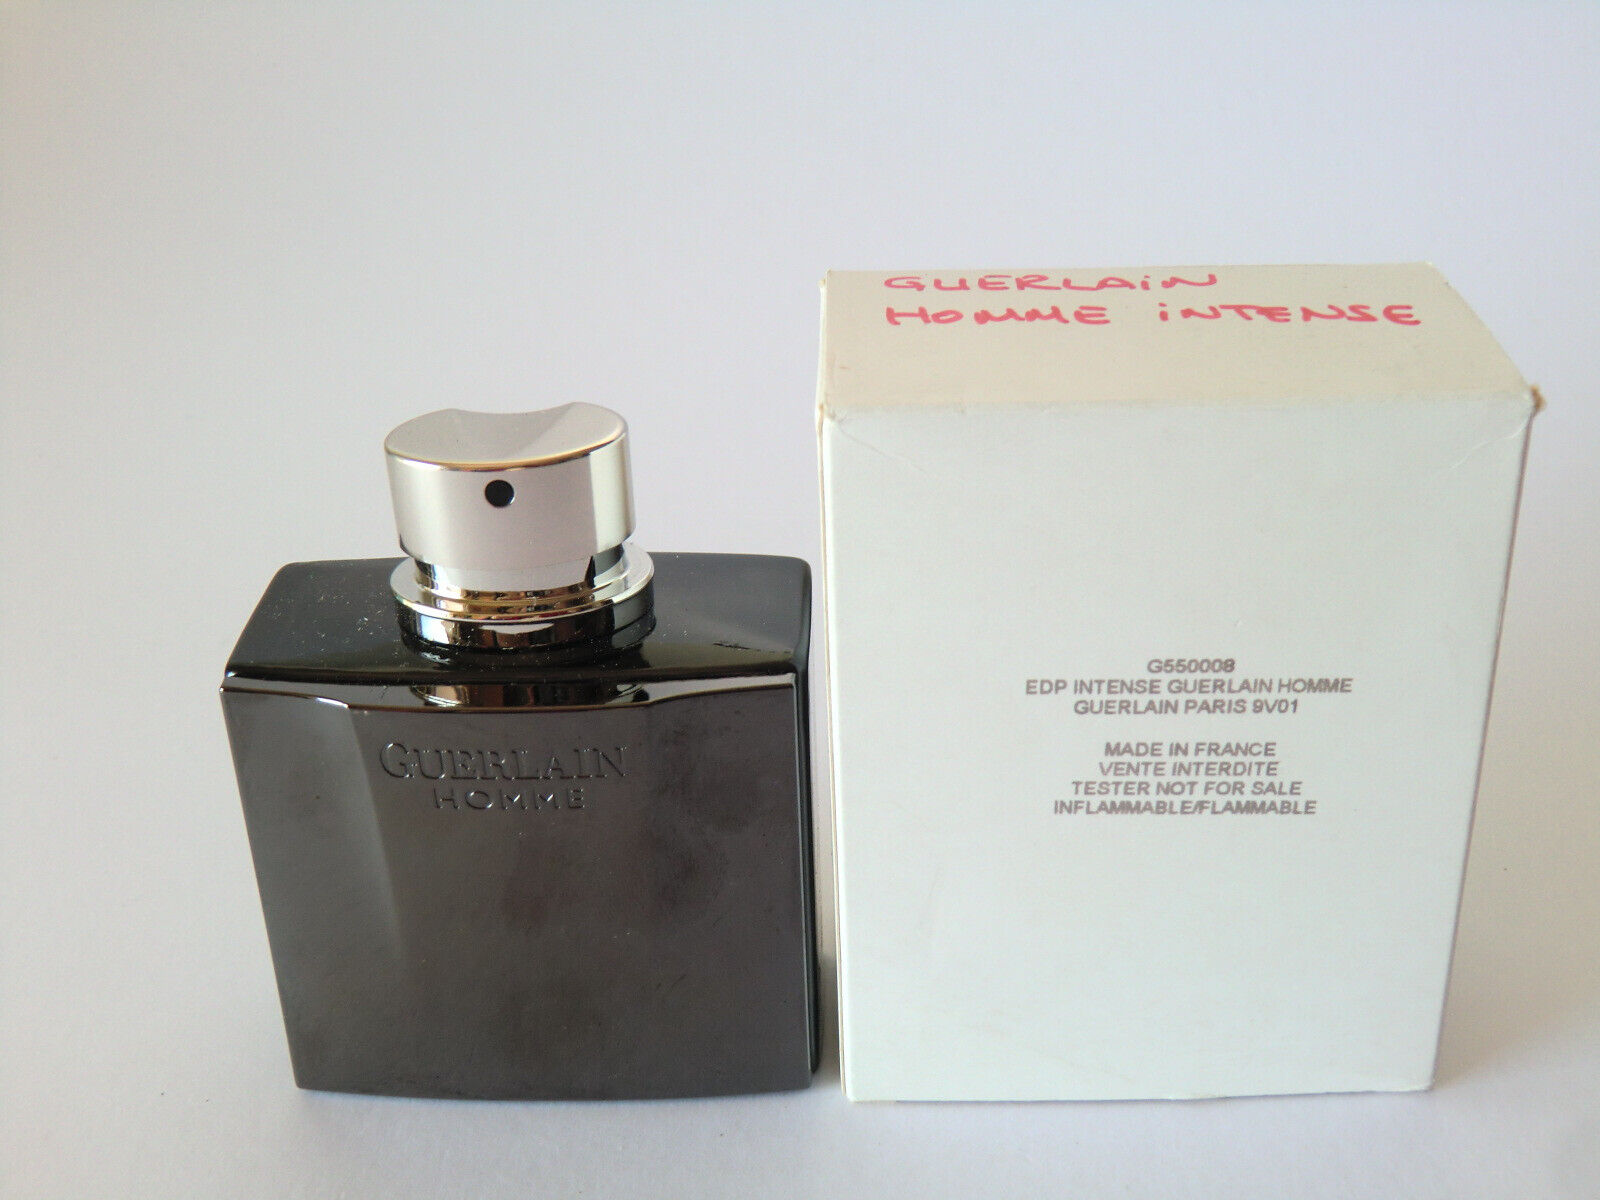 GUERLAiN
HOMME iNTENSE
GUERLAIN
HOMME
G550008
EDP INTENSE GUERLAIN HOMME
GUERLAIN PARIS 9V01
MADE IN FRANCE
VENTE INTERDITE
TESTER NOT FOR SALE
INFLAMMABLE/FLAMMABLE